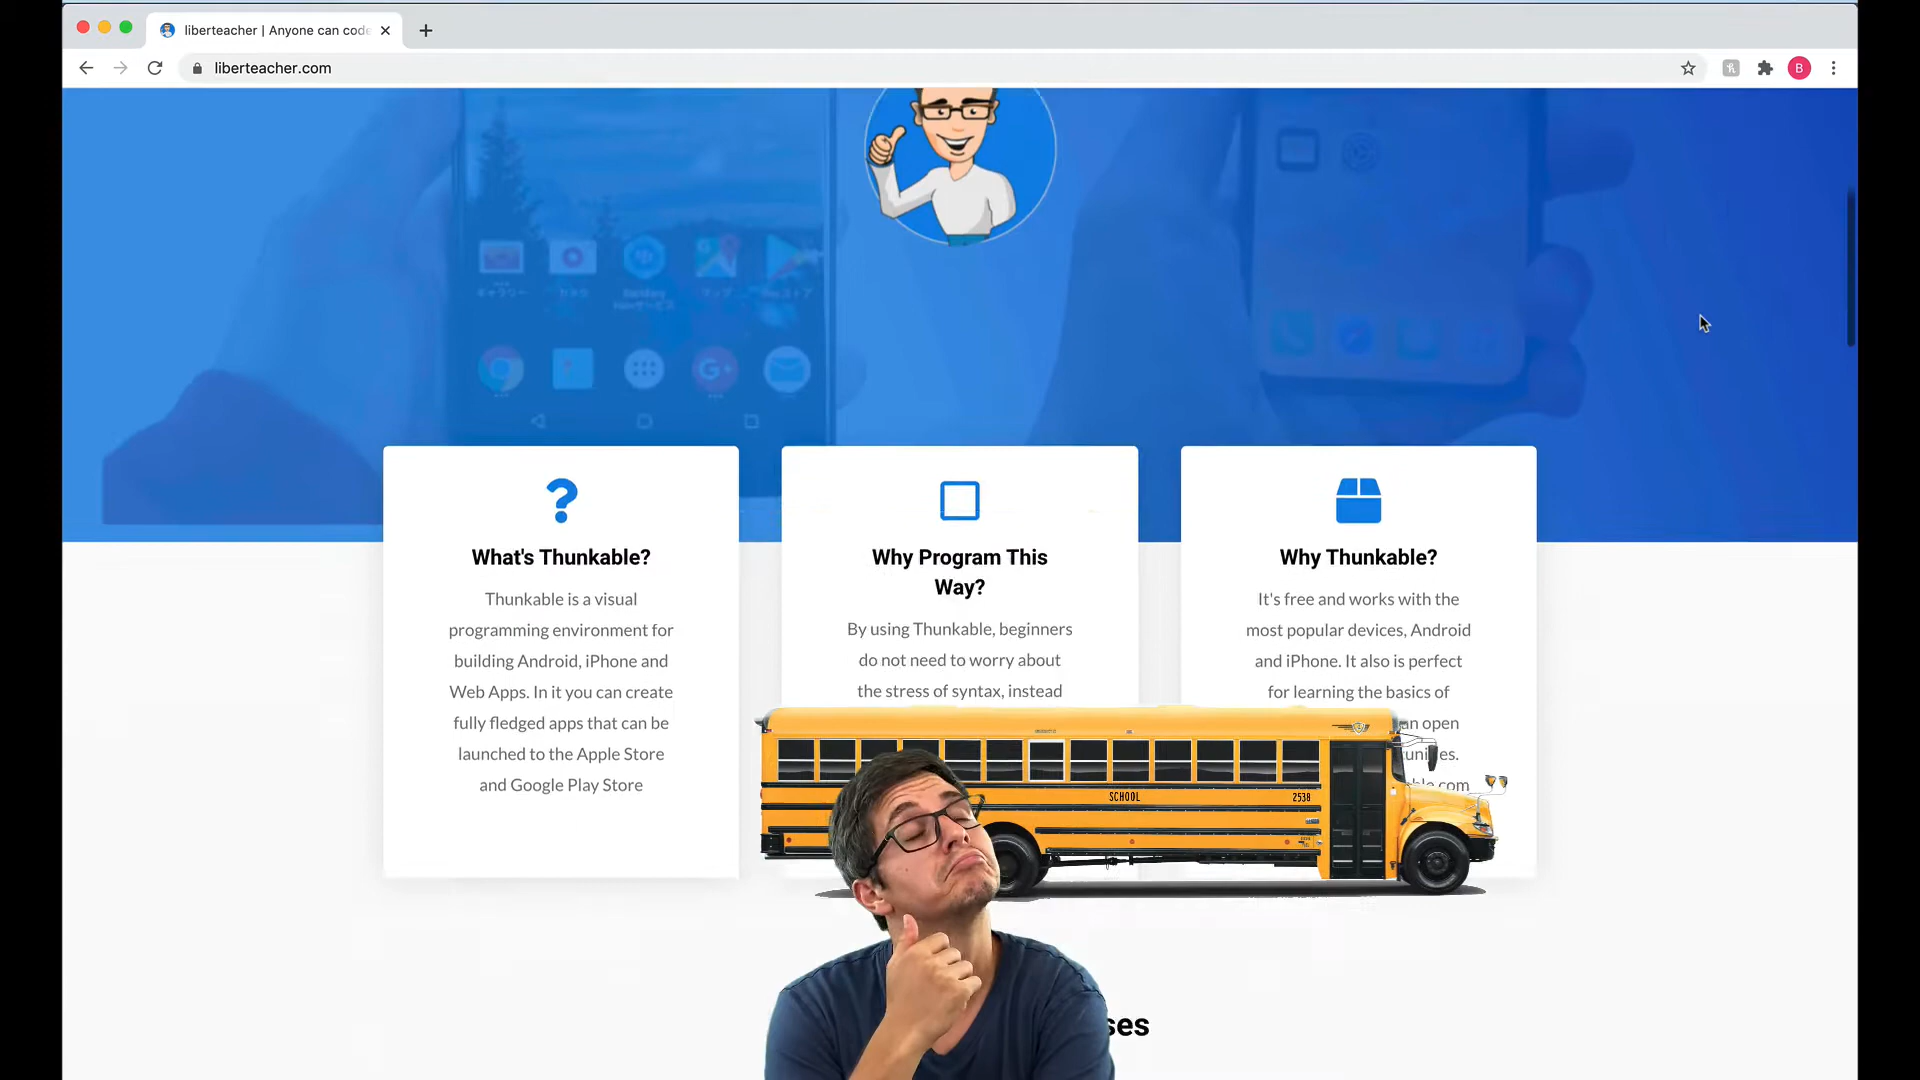 liberteacher | Anyone can code
liberteacher.com
B
What's Thunkable?
Thunkable is a visual
programming environment for
building Android, iPhone and
Web Apps. In it you can create
fully fledged apps that can be
launched to the Apple Store
and Google Play Store
Why Program This
Way?
By using Thunkable, beginners
do not need to worry about
the stress of syntax, instead
Why Thunkable?
It's free and works with the
most popular devices, Android
and iPhone. It also is perfect
for learning the basics of
open
com
SCHOOL
2538